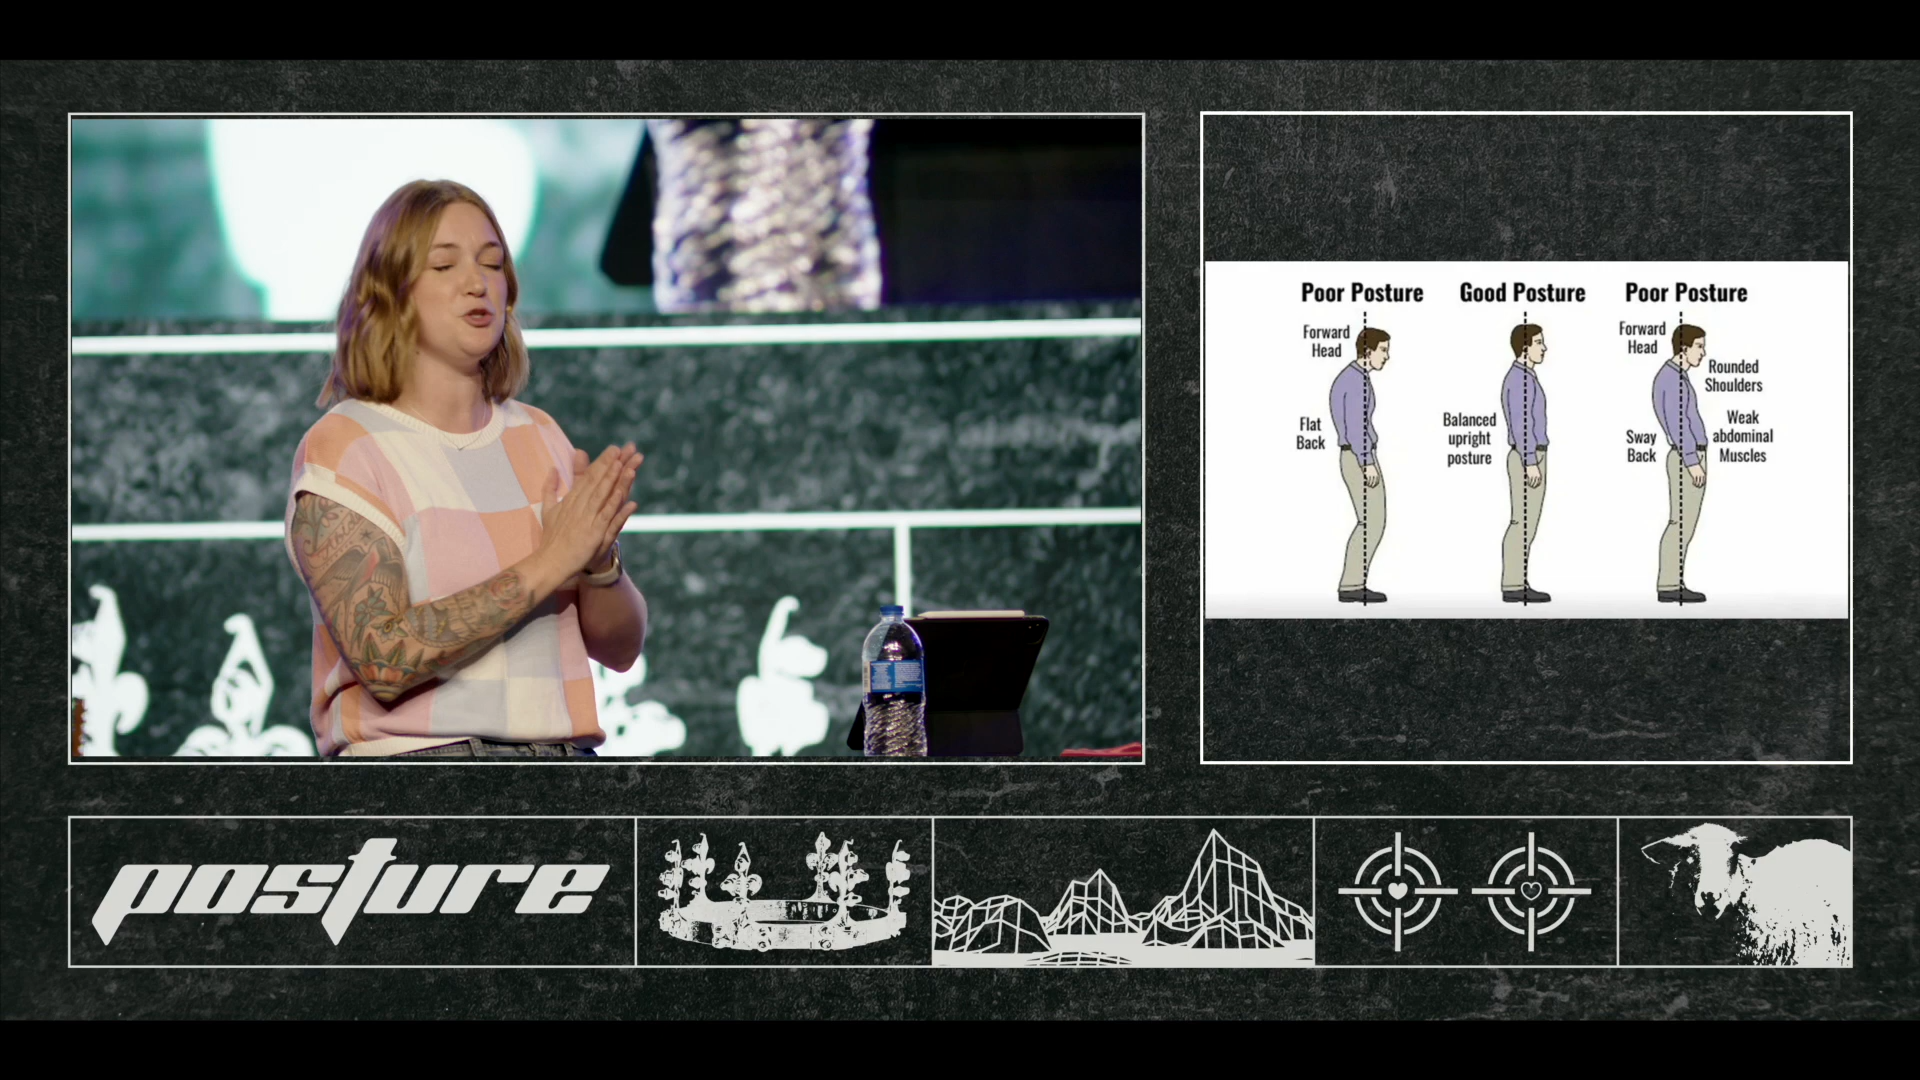 Poor Posture
Good Posture
Poor Posture
Forward
Head
Flat
Back
Balanced
upright
posture
Forward
Head
Rounded
Shoulders
Weak
abdominal
Muscles
Sway
Back
posture